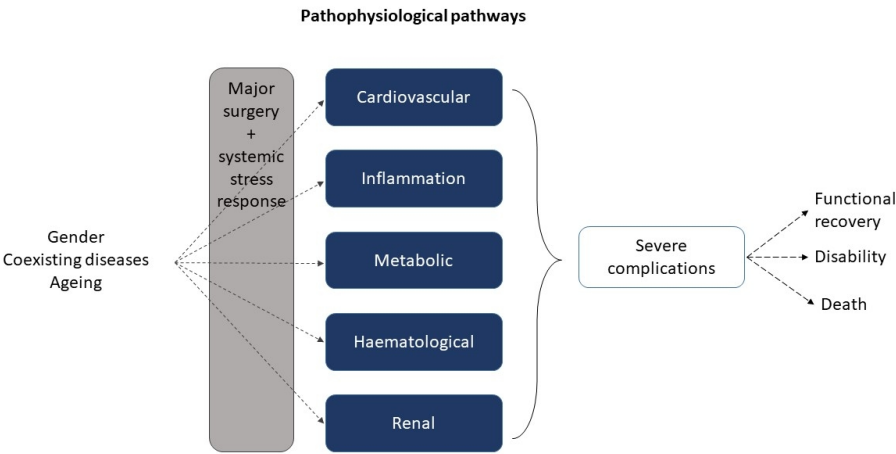 Pathophysiological pathways
Major
surgery
+
systemic
stress
response
Cardiovascular
Inflammation
Metabolic
Haematological
Renal
Gender
Coexisting diseases
Ageing
Severe
complications
Functional
recovery
Disability
Death